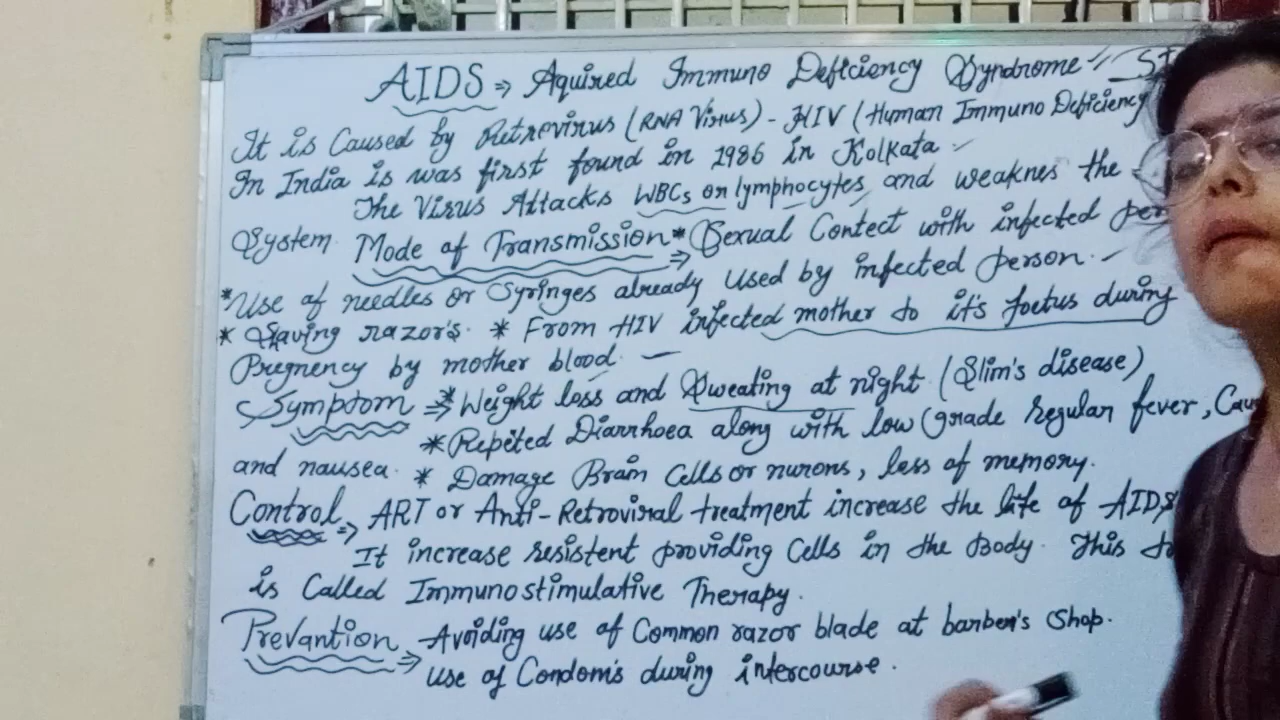 AIDS ⇒ Aquired Immuno Deficiency Syndrome
It is Caused by Retrovirus (RNA Virus) - HIV (Human Immuno Deficiency
In India is was first found in 1986 in Kolkata
The Virus Attacks WBCs or lymphocytes and weaknes the
System. Mode of Transmission ⇒ * Sexual Contect with infected
* Use of needles or Syringes already used by infected person.
* Saving razor's. * From HIV infected mother to it's foetus during
Pregnency by mother blood.
Symptom ⇒ * Weight loss and Sweating at night (Slim's disease)
* Repeted Diarrhoea along with low grade regular fever,
and nausea. * Damage Brain Cells or nurons, loss of memory.
Control ⇒ ART or Anti-Retroviral treatment increase the life of AIDS
It increase resistent providing Cells in the Body. This
is Called Immunostimulative Therapy.
Prevantion ⇒ Avoiding use of Common razor blade at barber's Shop.
use of Condom's during intercourse.